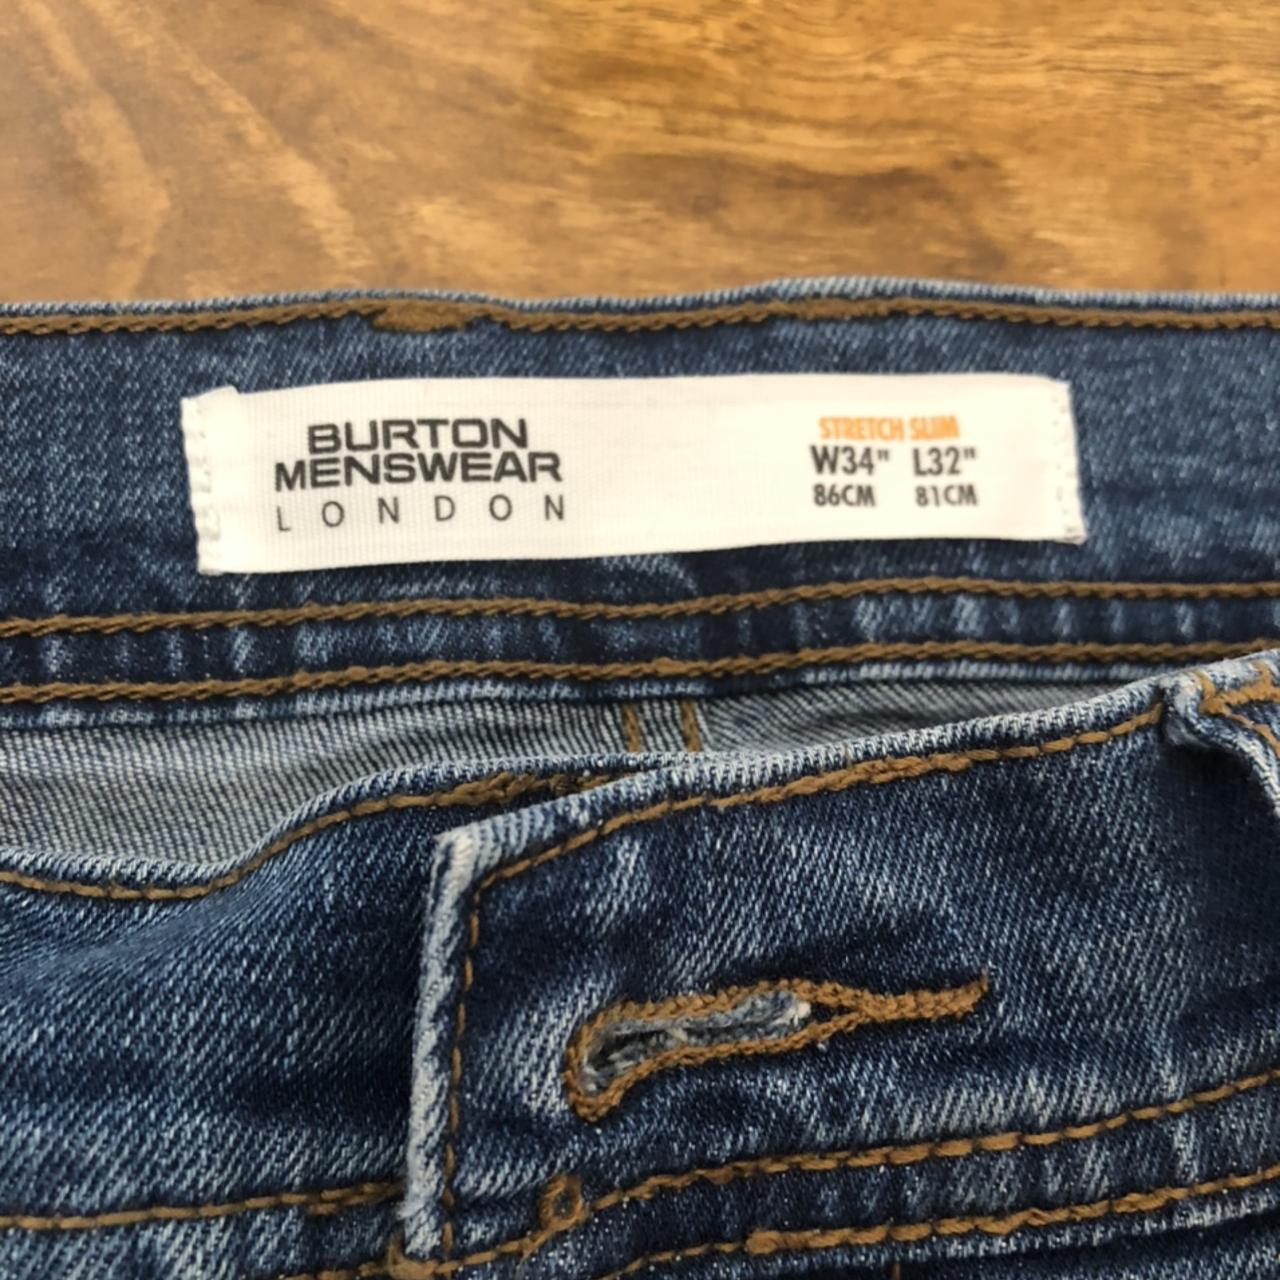 BURTON
MENSWEAR
LONDON
STRETCH SLIM
W34" L32"
86CM 81CM